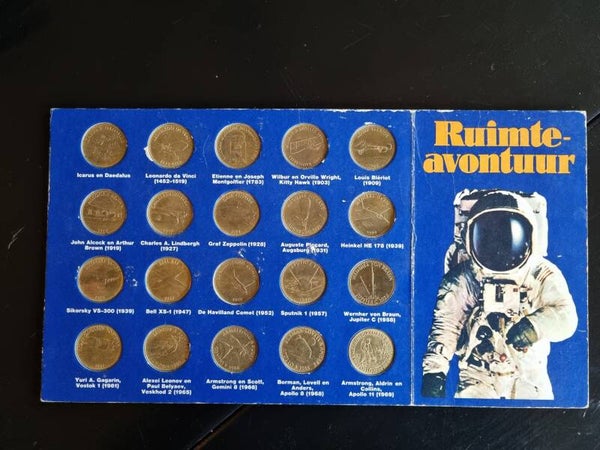 Ruimte-
avontuur
Icarus en Daedalus
Leonardo da Vinci
(1452-1519)
Etienne en Joseph
Montgolfier (1783)
Wilbur en Orville Wright,
Kitty Hawk (1903)
Louis Blériot
(1909)
John Alcock en Arthur
Brown (1919)
Charles A. Lindbergh
(1927)
Graf Zeppelin (1928)
Auguste Piccard,
Augsburg (1931)
Heinkel HE 178 (1939)
Sikorsky VS-300 (1939)
Bell XS-1 (1947)
De Havilland Comet (1952)
Sputnik 1 (1957)
Wernher von Braun,
Jupiter C (1958)
Yuri A. Gagarin,
Vostok 1 (1961)
Alexei Leonov en
Paul Belyaev,
Voskhod 2 (1965)
Armstrong en Scott,
Gemini 8 (1966)
Borman, Lovell en
Anders,
Apollo 8 (1968)
Armstrong, Aldrin en
Collins,
Apollo 11 (1969)